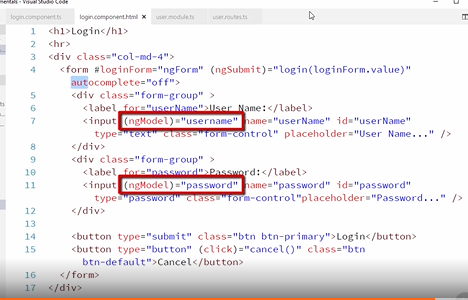 mentals - Visual Studio Code
login.component.ts login.component.html × user.module.ts user.routes.ts
1 <h1>Login</h1>
2 <hr>
3 <div class="col-md-4">
4 <form #loginForm="ngForm" (ngSubmit)="login(loginForm.value)"
autocomplete="off">
5 <div class="form-group" >
6 <label for="userName">User Name:</label>
7 <input (ngModel)="username" name="userName" id="userName"
type="text" class="form-control" placeholder="User Name..." />
8 </div>
9 <div class="form-group" >
10 <label for="password">Password:</label>
11 <input (ngModel)="password" name="password" id="password"
type="password" class="form-control"placeholder="Password..." />
12 </div>
13
14 <button type="submit" class="btn btn-primary">Login</button>
15 <button type="button" (click)="cancel()" class="btn
btn-default">Cancel</button>
16 </form>
17 </div>